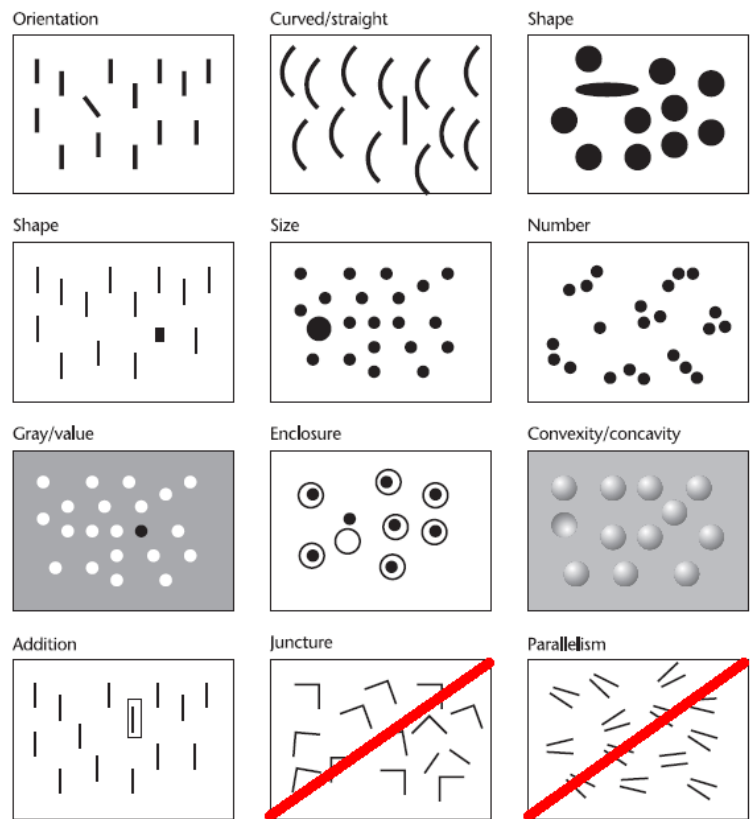 Orientation
Curved/straight
Shape
Shape
Size
Number
Gray/value
Enclosure
Convexity/concavity
Addition
Juncture
Parallelism